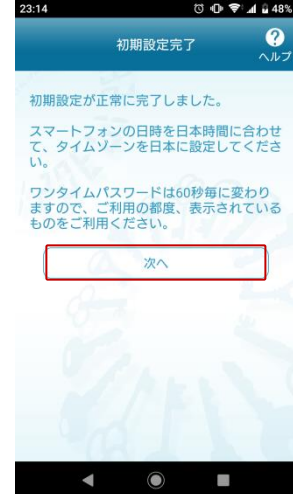 23:14 48%
初期設定完了 ?
ヘルプ
初期設定が正常に完了しました。
スマートフォンの日時を日本時間に合わせ
て、タイムゾーンを日本に設定してくださ
い。
ワンタイムパスワードは60秒毎に変わり
ますので、ご利用の都度、表示されている
ものをご利用ください。
次へ